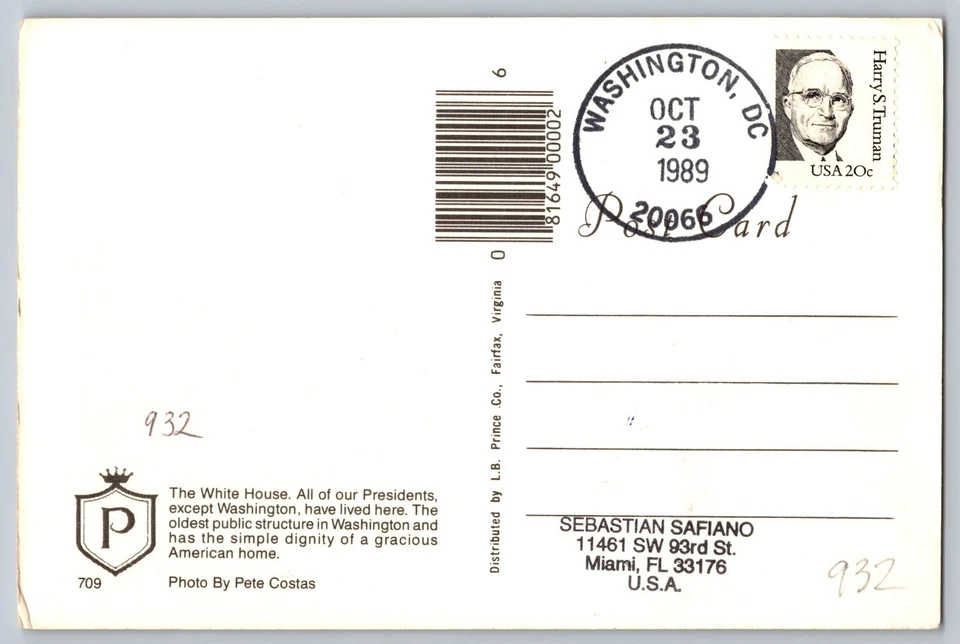 WASHINGTON, DC
OCT
23
1989
20066
Harry S. Truman
USA 20c
Post Card
6
81649 00002
0
Distributed by L.B. Prince Co., Fairfax, Virginia
932
P
The White House. All of our Presidents,
except Washington, have lived here. The
oldest public structure in Washington and
has the simple dignity of a gracious
American home.
709
Photo By Pete Costas
SEBASTIAN SAFIANO
11461 SW 93rd St.
Miami, FL 33176
U.S.A.
932